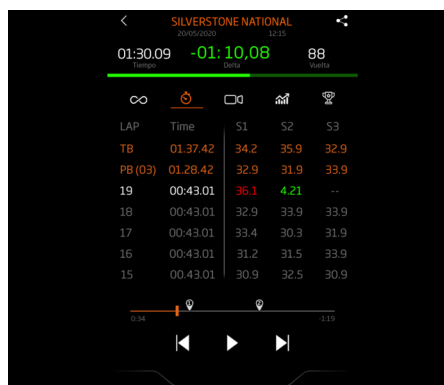 SILVERSTONE NATIONAL
20/05/2020 12:15
01:30.09 -01:10,08 88
Tiempo Delta Vuelta
LAP Time S1 S2 S3
TB 01.37.42 34.2 35.9 32.9
PB (03) 01.28.42 32.9 31.9 33.9
19 00:43.01 36.1 4.21 --
18 00:43.01 32.9 33.9 33.9
17 00:43.01 33.4 30.3 31.9
16 00:43.01 31.2 31.5 33.9
15 00.43.01 30.9 32.5 30.9
1 2
0:34 -1:19